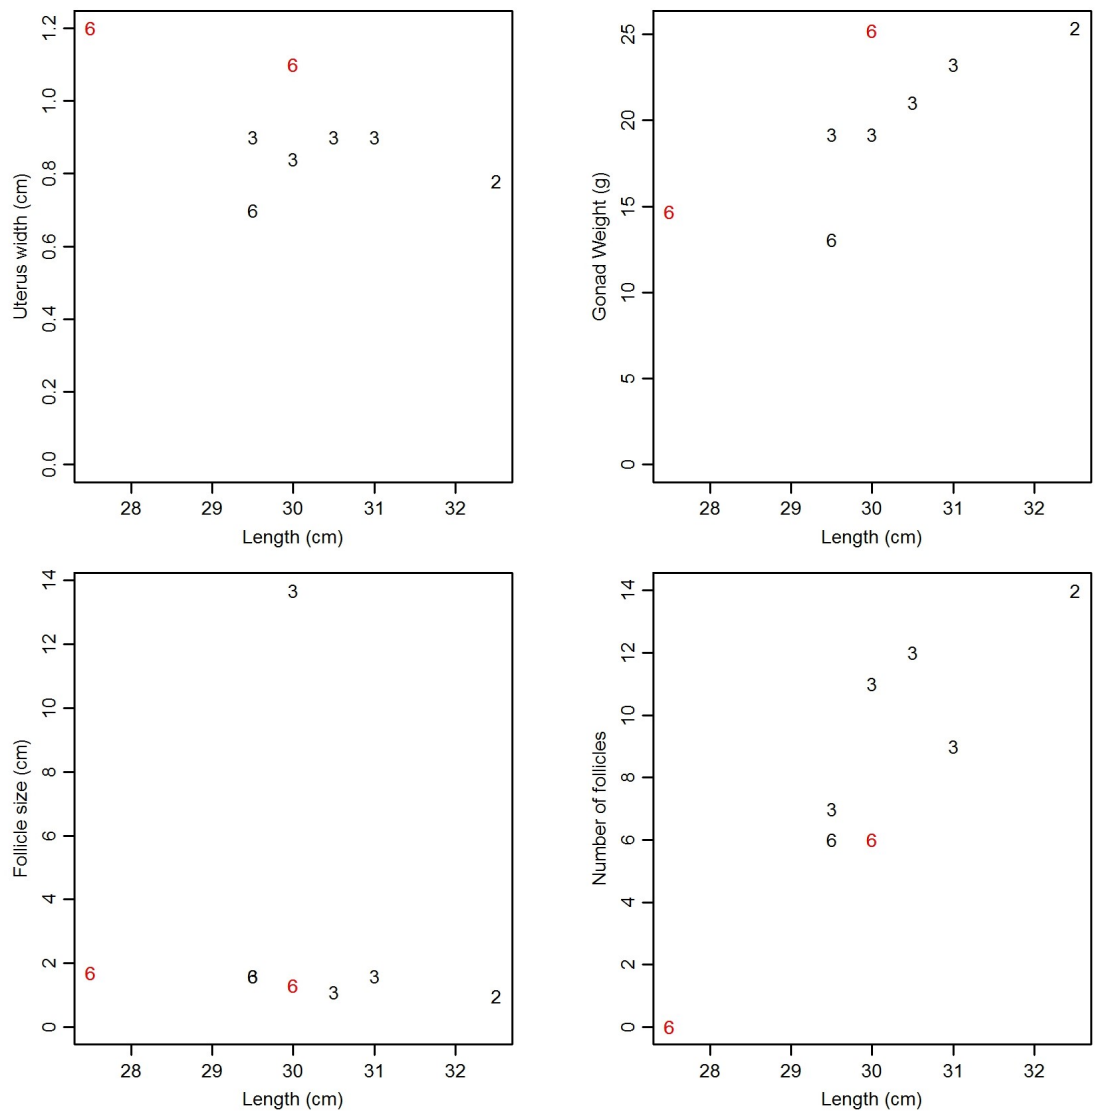 Uterus width (cm)
0.0 0.2 0.4 0.6 0.8 1.0 1.2
6
6
3 3 3
3
2
6
28 29 30 31 32
Length (cm)
Gonad Weight (g)
0 5 10 15 20 25
6 2
3
3
3 3
6
6
28 29 30 31 32
Length (cm)
Follicle size (cm)
0 2 4 6 8 10 12 14
3
6 6 6 3 3 2
28 29 30 31 32
Length (cm)
Number of follicles
0 2 4 6 8 10 12 14
2
3
3
3
3
6 6
6
28 29 30 31 32
Length (cm)